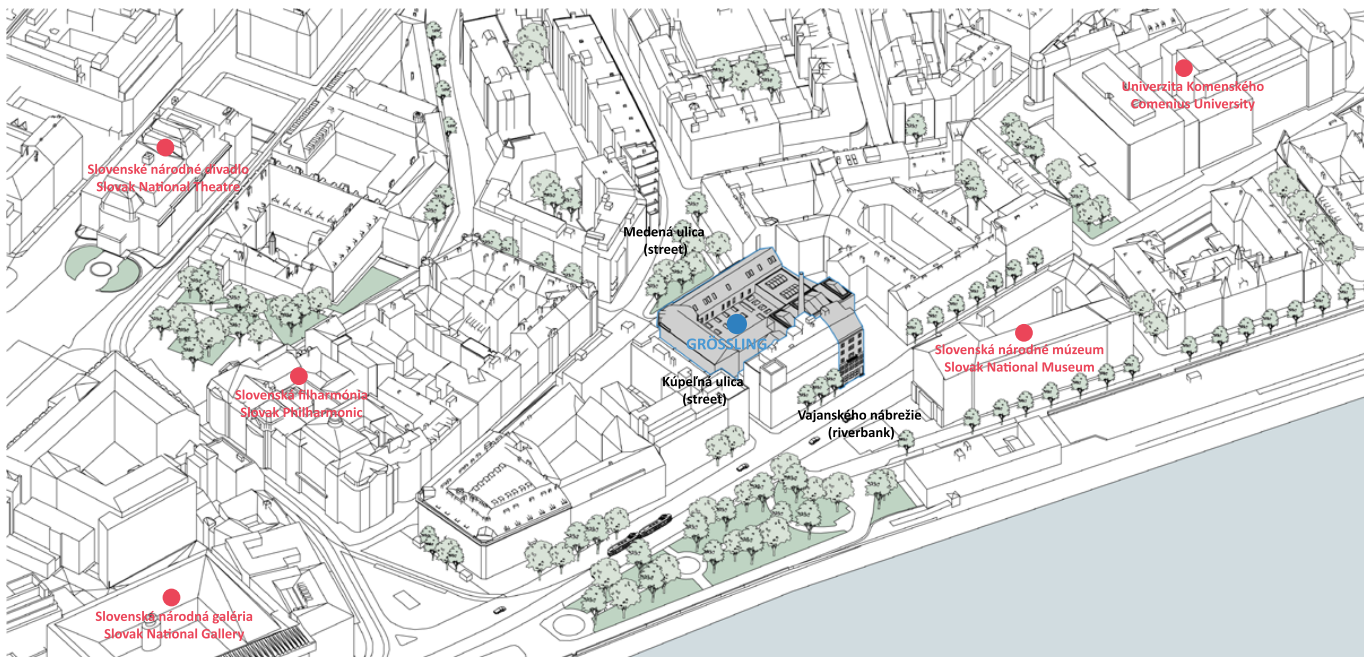 Univerzita Komenského
Comenius University
Slovenské národné divadlo
Slovak National Theatre
Medená ulica
(street)
GRÖSSLING
Slovenská národné múzeum
Slovak National Museum
Kúpeľná ulica
(street)
Slovenská filharmónia
Slovak Philharmonic
Vajanského nábrežie
(riverbank)
Slovenská národná galéria
Slovak National Gallery